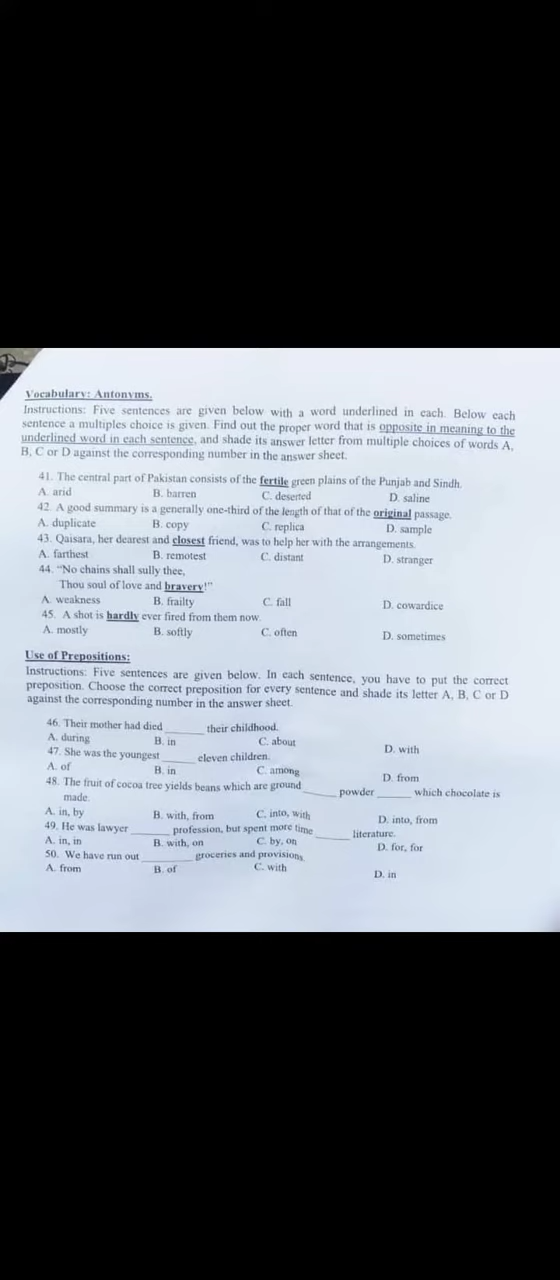 Vocabulary: Antonyms.
Instructions: Five sentences are given below with a word underlined in each. Below each
sentence a multiples choice is given. Find out the proper word that is opposite in meaning to the
underlined word in each sentence, and shade its answer letter from multiple choices of words A,
B, C or D against the corresponding number in the answer sheet.
41. The central part of Pakistan consists of the fertile green plains of the Punjab and Sindh.
A. arid B. barren C. deserted D. saline
42. A good summary is a generally one-third of the length of that of the original passage.
A. duplicate B. copy C. replica D. sample
43. Qaisara, her dearest and closest friend, was to help her with the arrangements.
A. farthest B. remotest C. distant D. stranger
44. “No chains shall sully thee,
Thou soul of love and bravery!”
A. weakness B. frailty C. fall D. cowardice
45. A shot is hardly ever fired from them now.
A. mostly B. softly C. often D. sometimes
Use of Prepositions:
Instructions: Five sentences are given below. In each sentence, you have to put the correct
preposition. Choose the correct preposition for every sentence and shade its letter A, B, C or D
against the corresponding number in the answer sheet.
46. Their mother had died ______ their childhood.
A. during B. in C. about D. with
47. She was the youngest ______ eleven children.
A. of B. in C. among D. from
48. The fruit of cocoa tree yields beans which are ground ______ powder ______ which chocolate is
made.
A. in, by B. with, from C. into, with D. into, from
49. He was lawyer ______ profession, but spent more time ______ literature.
A. in, in B. with, on C. by, on D. for, for
50. We have run out ______ groceries and provisions.
A. from B. of C. with D. in